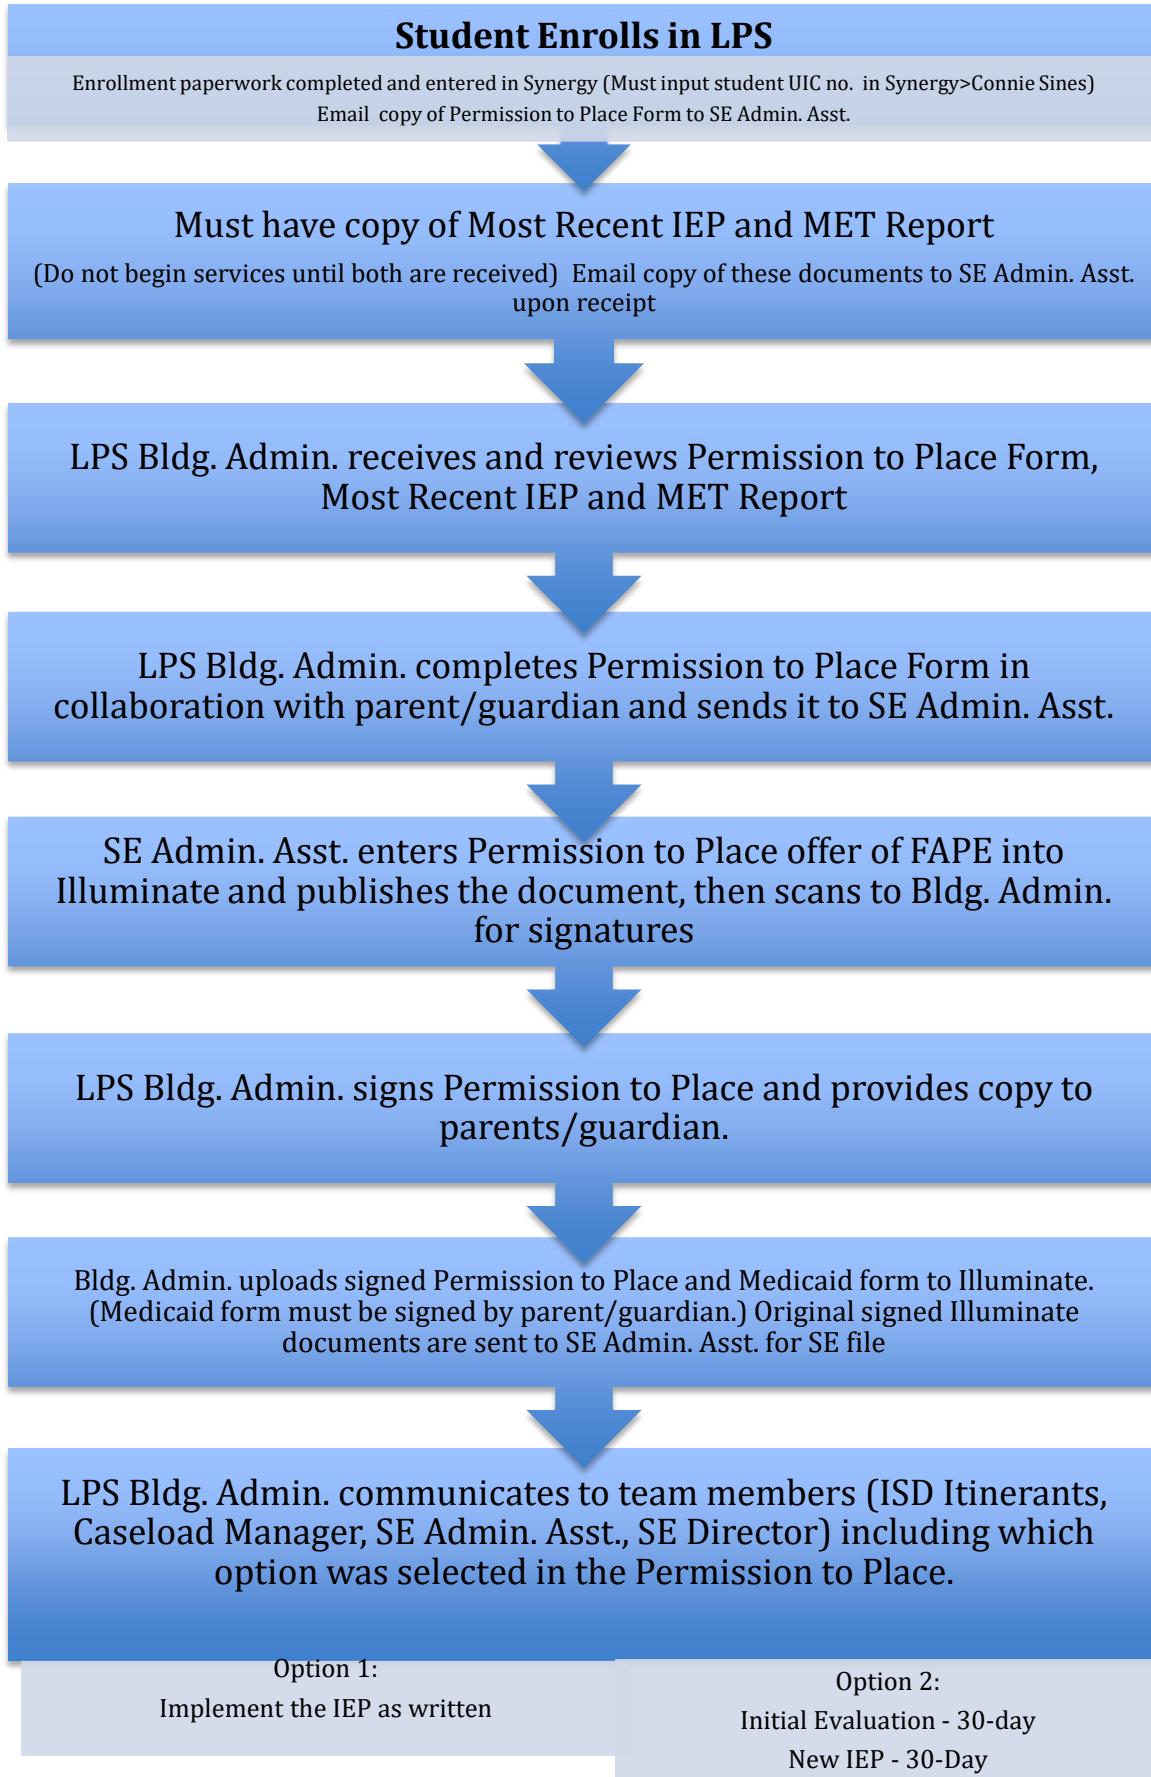 Student Enrolls in LPS
Enrollment paperwork completed and entered in Synergy (Must input student UIC no.  in Synergy>Connie Sines)
Email  copy of Permission to Place Form to SE Admin. Asst.
Must have copy of Most Recent IEP and MET Report
(Do not begin services until both are received)  Email copy of these documents to SE Admin. Asst.
upon receipt
LPS Bldg. Admin. receives and reviews Permission to Place Form,
Most Recent IEP and MET Report
LPS Bldg. Admin. completes Permission to Place Form in
collaboration with parent/guardian and sends it to SE Admin. Asst.
SE Admin. Asst. enters Permission to Place offer of FAPE into
Illuminate and publishes the document, then scans to Bldg. Admin.
for signatures
LPS Bldg. Admin. signs Permission to Place and provides copy to
parents/guardian.
Bldg. Admin. uploads signed Permission to Place and Medicaid form to Illuminate.
(Medicaid form must be signed by parent/guardian.) Original signed Illuminate
documents are sent to SE Admin. Asst. for SE file
LPS Bldg. Admin. communicates to team members (ISD Itinerants,
Caseload Manager, SE Admin. Asst., SE Director) including which
option was selected in the Permission to Place.
Option 1:
Implement the IEP as written
Option 2:
Initial Evaluation - 30-day
New IEP - 30-Day